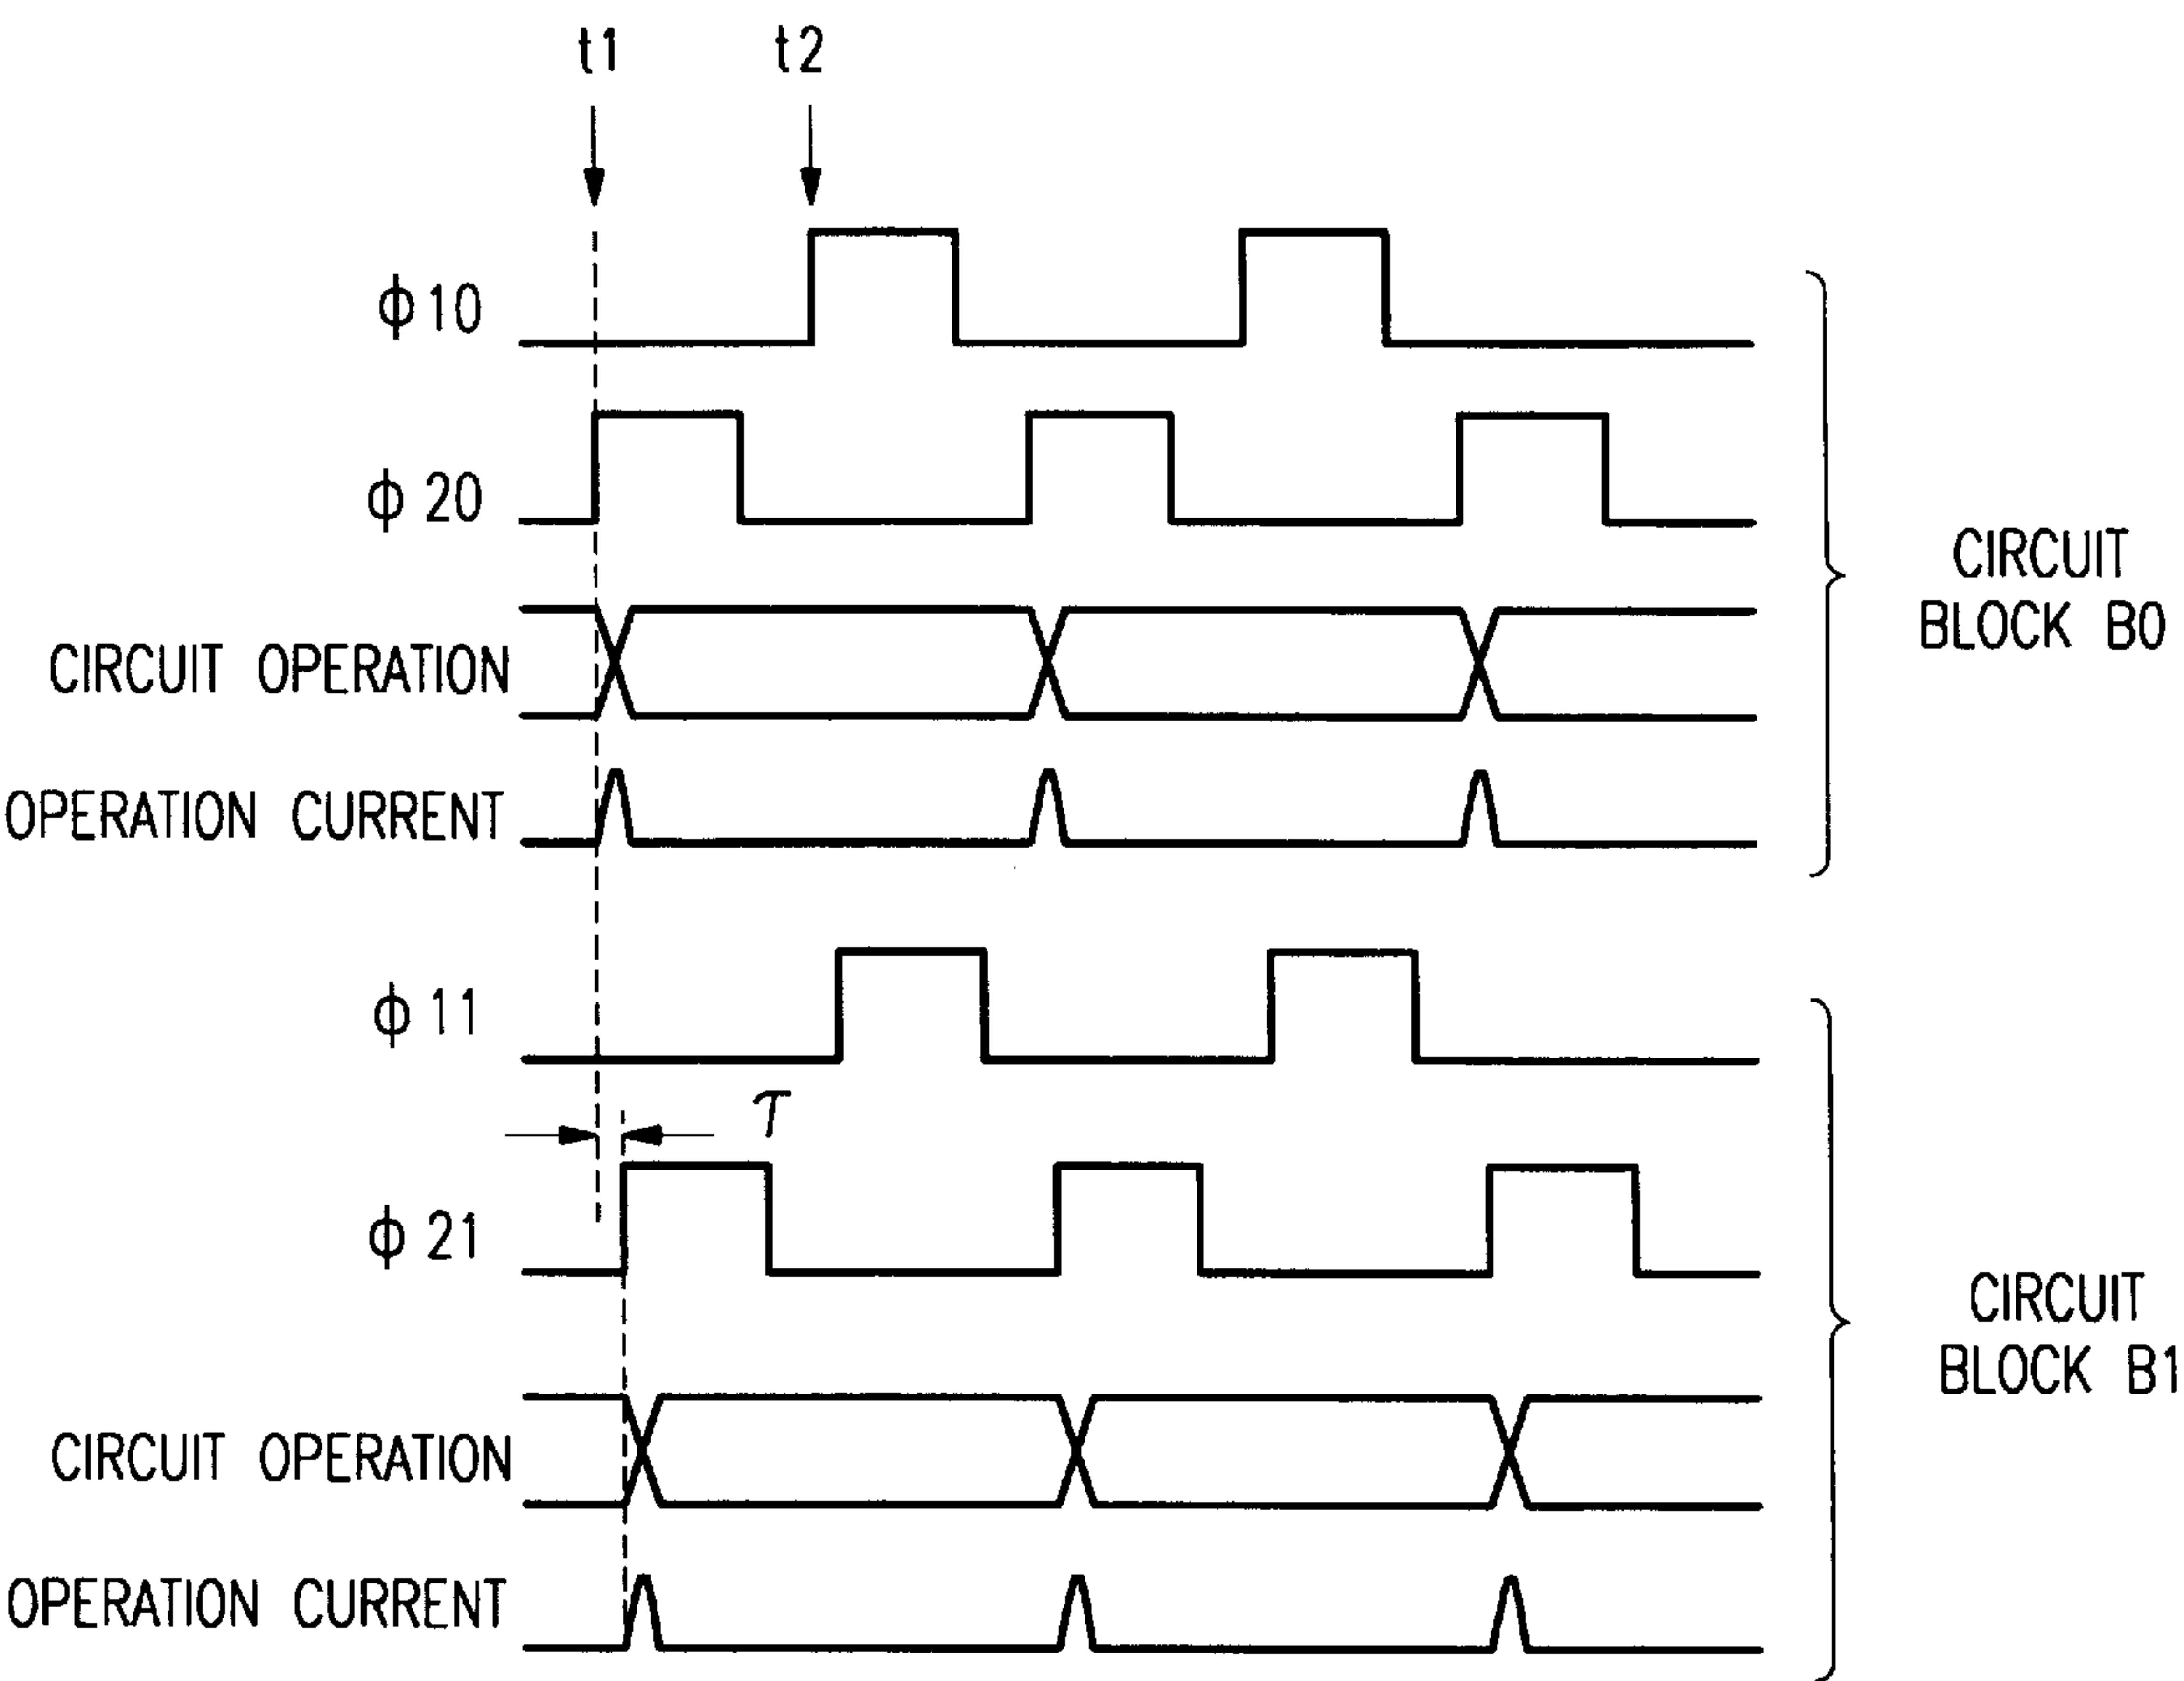 t1 t2
ϕ10
ϕ20
CIRCUIT OPERATION
OPERATION CURRENT
CIRCUIT
BLOCK B0
ϕ11
τ
ϕ21
CIRCUIT OPERATION
OPERATION CURRENT
CIRCUIT
BLOCK B1